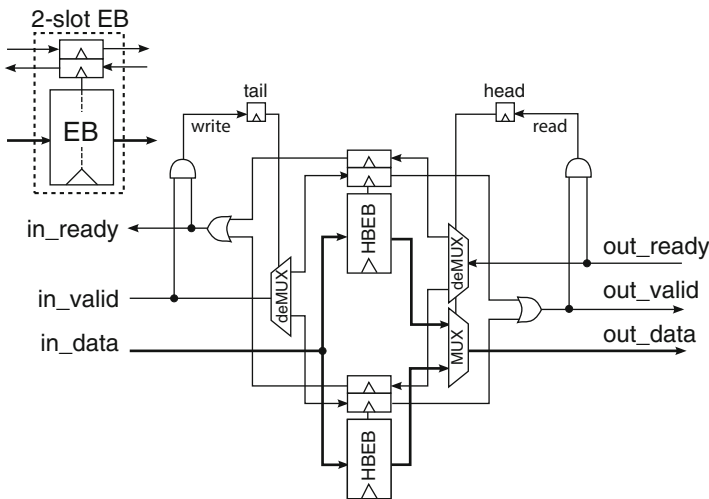 2-slot EB
EB
tail
head
write
read
in_ready
HBEB
deMUX
out_ready
in_valid
deMUX
out_valid
in_data
MUX
out_data
HBEB